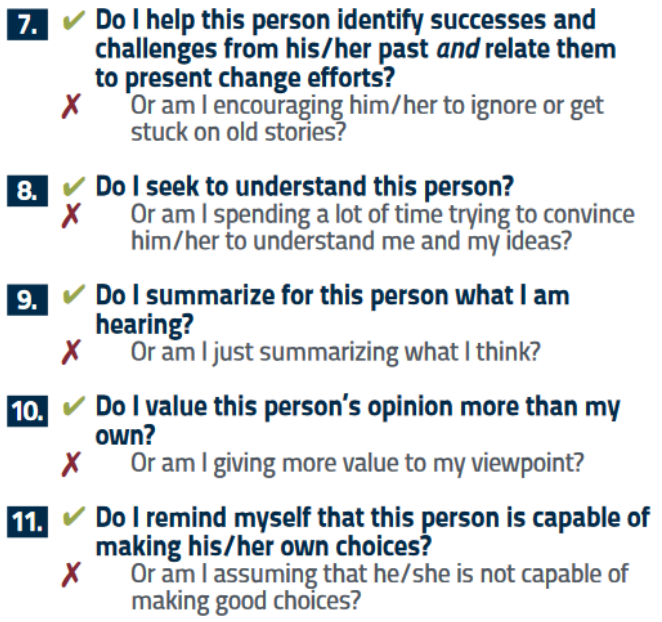 7. ✔ Do I help this person identify successes and
challenges from his/her past and relate them
to present change efforts?
✗ Or am I encouraging him/her to ignore or get
stuck on old stories?
8. ✔ Do I seek to understand this person?
✗ Or am I spending a lot of time trying to convince
him/her to understand me and my ideas?
9. ✔ Do I summarize for this person what I am
hearing?
✗ Or am I just summarizing what I think?
10. ✔ Do I value this person's opinion more than my
own?
✗ Or am I giving more value to my viewpoint?
11. ✔ Do I remind myself that this person is capable of
making his/her own choices?
✗ Or am I assuming that he/she is not capable of
making good choices?